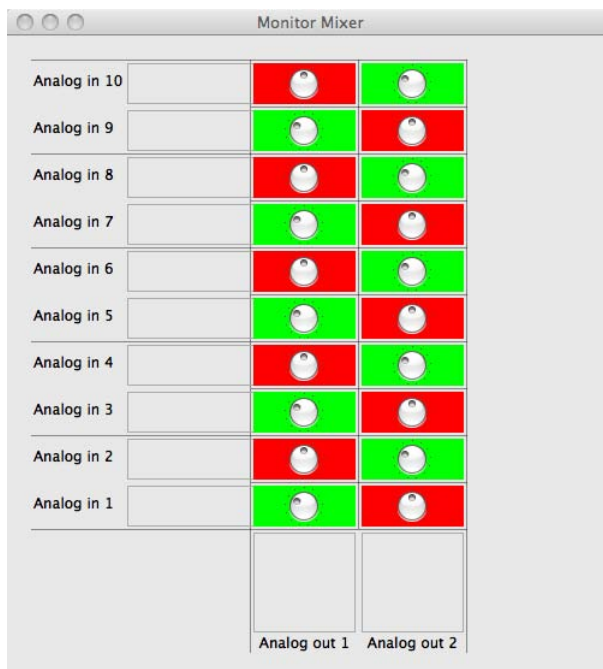 Monitor Mixer
Analog in 10
Analog in 9
Analog in 8
Analog in 7
Analog in 6
Analog in 5
Analog in 4
Analog in 3
Analog in 2
Analog in 1
Analog out 1 Analog out 2